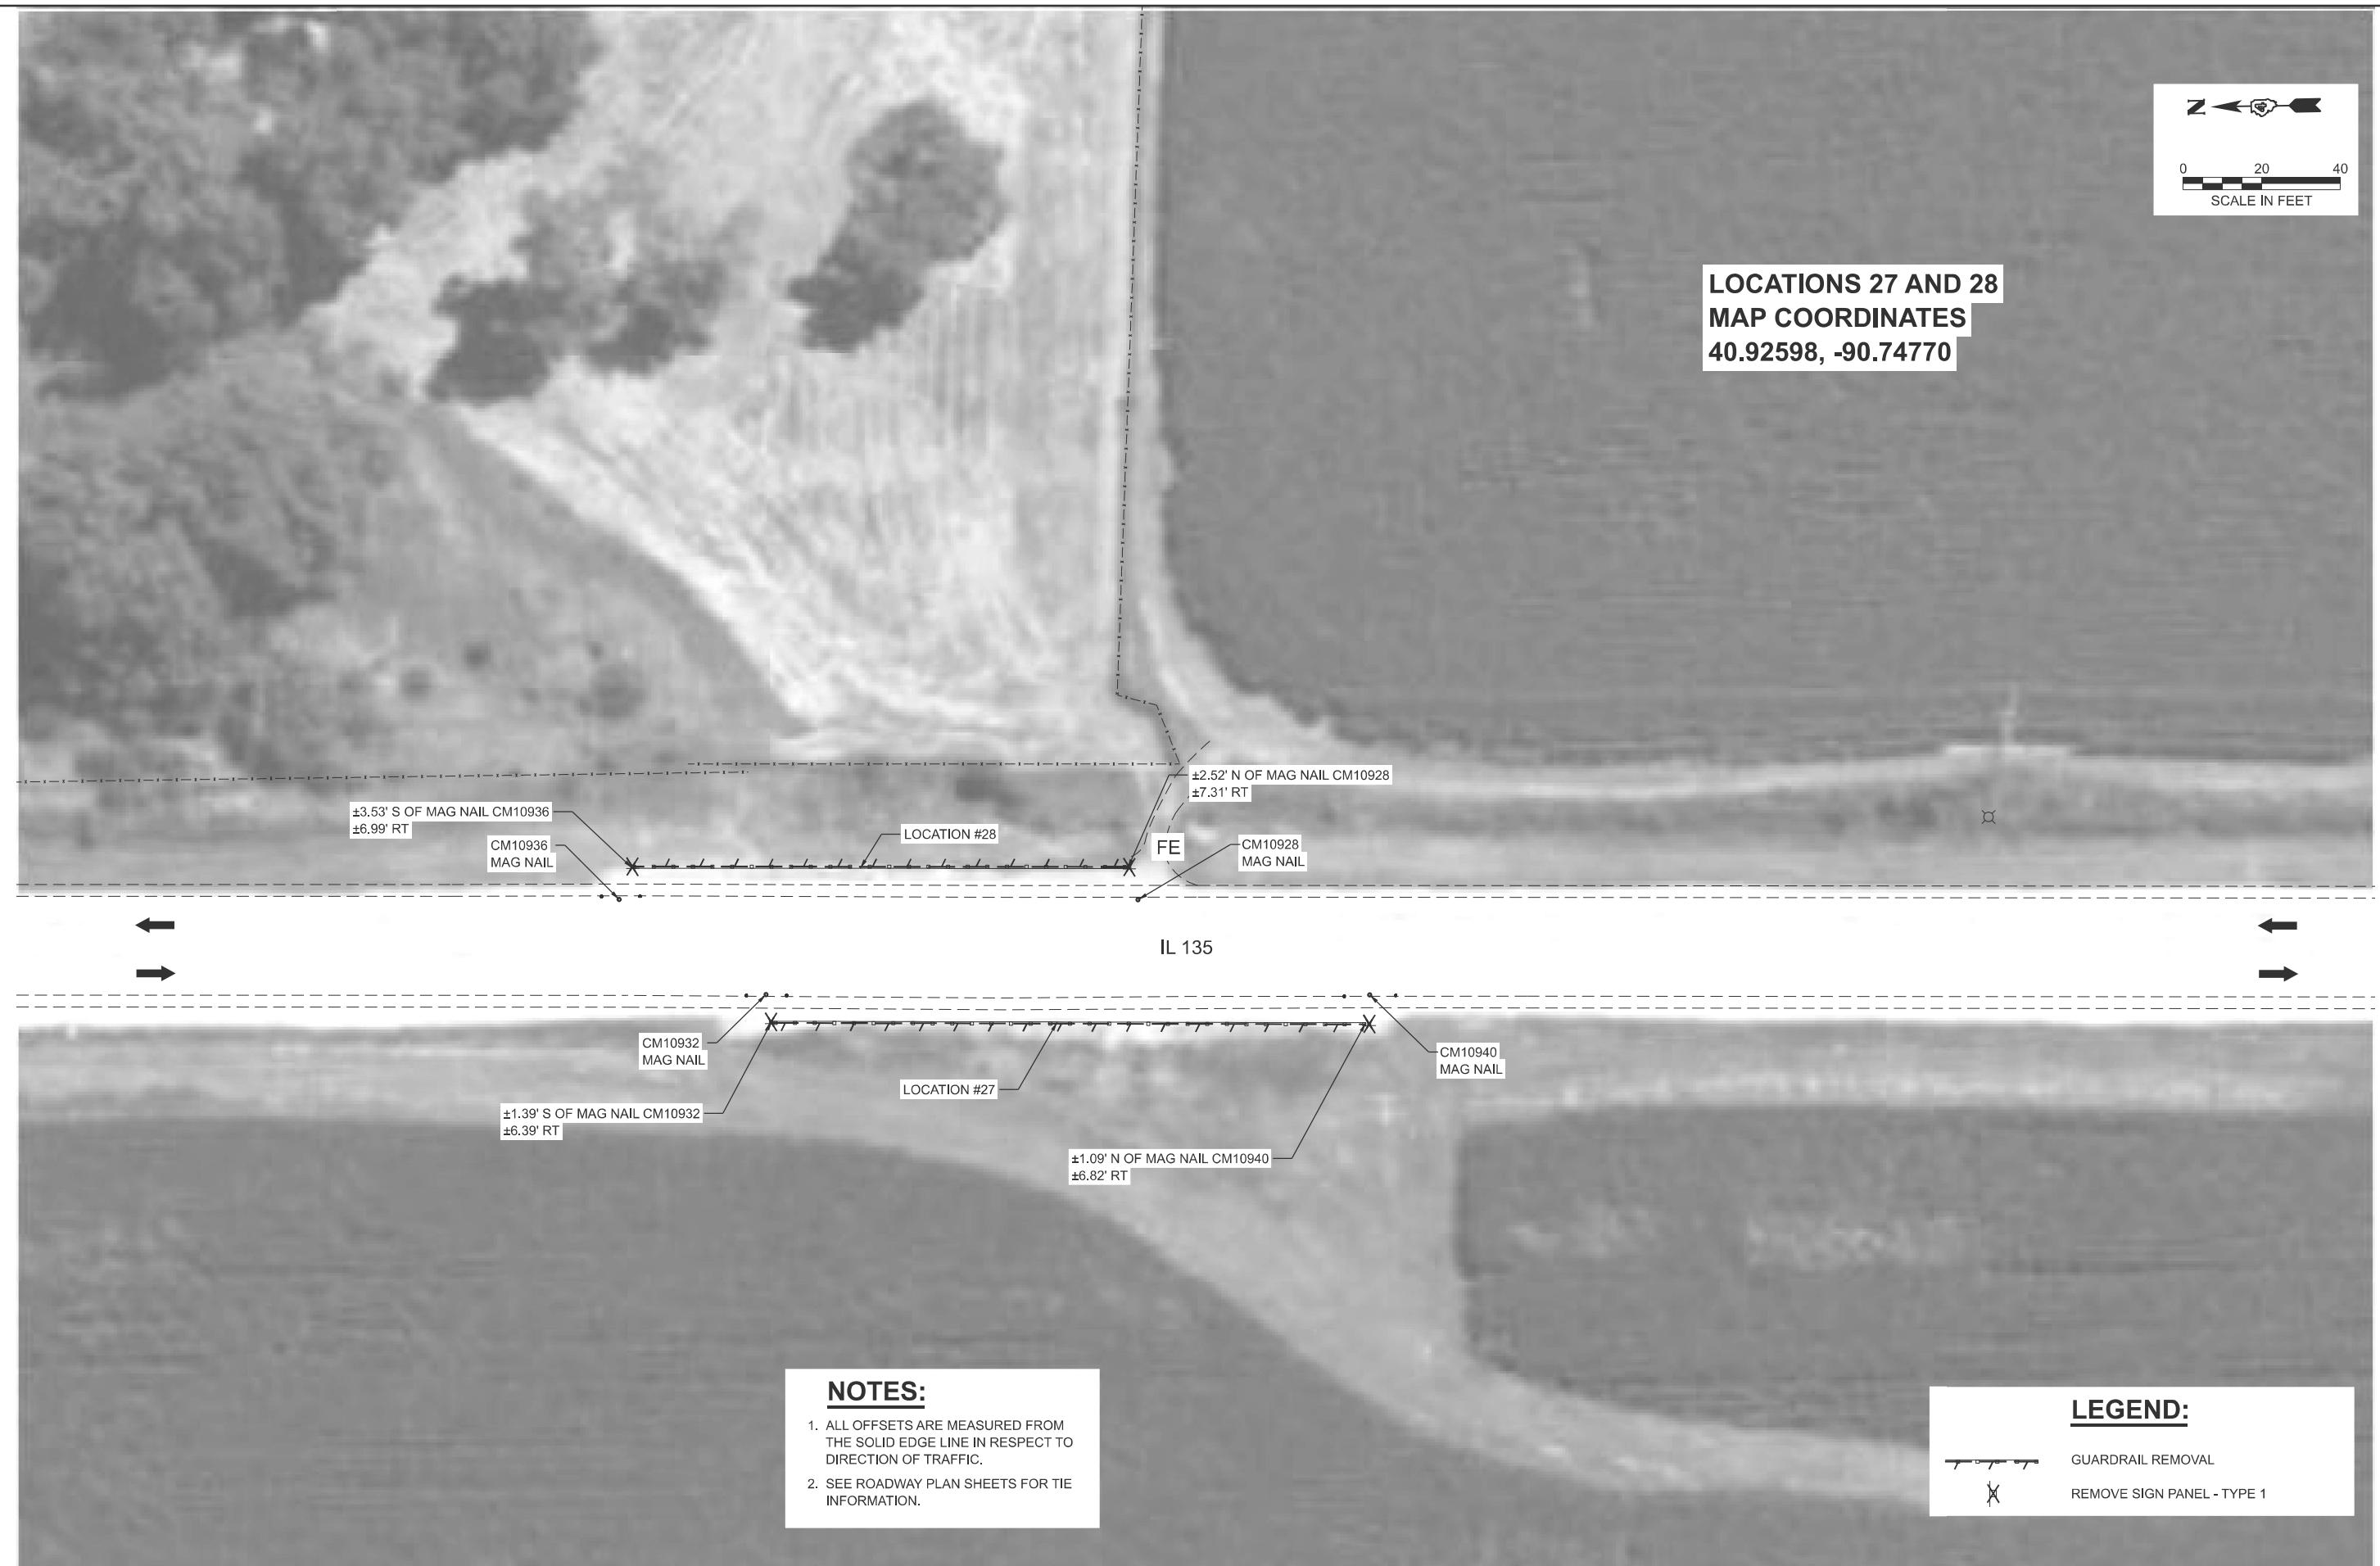 N
0 20 40
SCALE IN FEET
LOCATIONS 27 AND 28
MAP COORDINATES
40.92598, -90.74770
±2.52' N OF MAG NAIL CM10928
±7.31' RT
±3.53' S OF MAG NAIL CM10936
±6.99' RT
LOCATION #28
CM10936
MAG NAIL
FE
CM10928
MAG NAIL
IL 135
CM10932
MAG NAIL
CM10940
MAG NAIL
LOCATION #27
±1.39' S OF MAG NAIL CM10932
±6.39' RT
±1.09' N OF MAG NAIL CM10940
±6.82' RT
NOTES:
1. ALL OFFSETS ARE MEASURED FROM
THE SOLID EDGE LINE IN RESPECT TO
DIRECTION OF TRAFFIC.
2. SEE ROADWAY PLAN SHEETS FOR TIE
INFORMATION.
LEGEND:
GUARDRAIL REMOVAL
REMOVE SIGN PANEL - TYPE 1